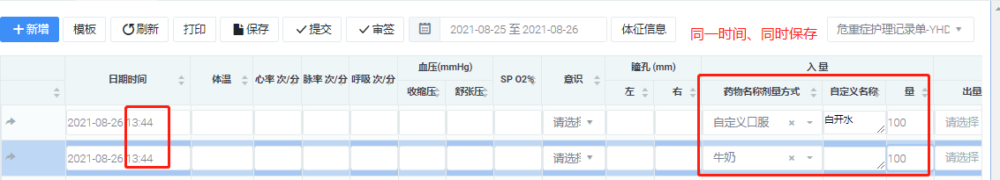 +新增 模板 刷新 打印 保存 提交 审签 2021-08-25 至 2021-08-26 体征信息 同一时间、同时保存 危重症护理记录单-YHD
日期时间 体温 心率 次/分 脉率 次/分 呼吸 次/分 血压(mmHg) SP O2% 意识 瞳孔 (mm) 入 量
收缩压 舒张压 左 右 药物名称剂量方式 自定义名称 量 出量
2021-08-26 13:44 请选择 自定义口服 × 白开水 100 请选择
2021-08-26 13:44 请选择 牛奶 × 100 请选择